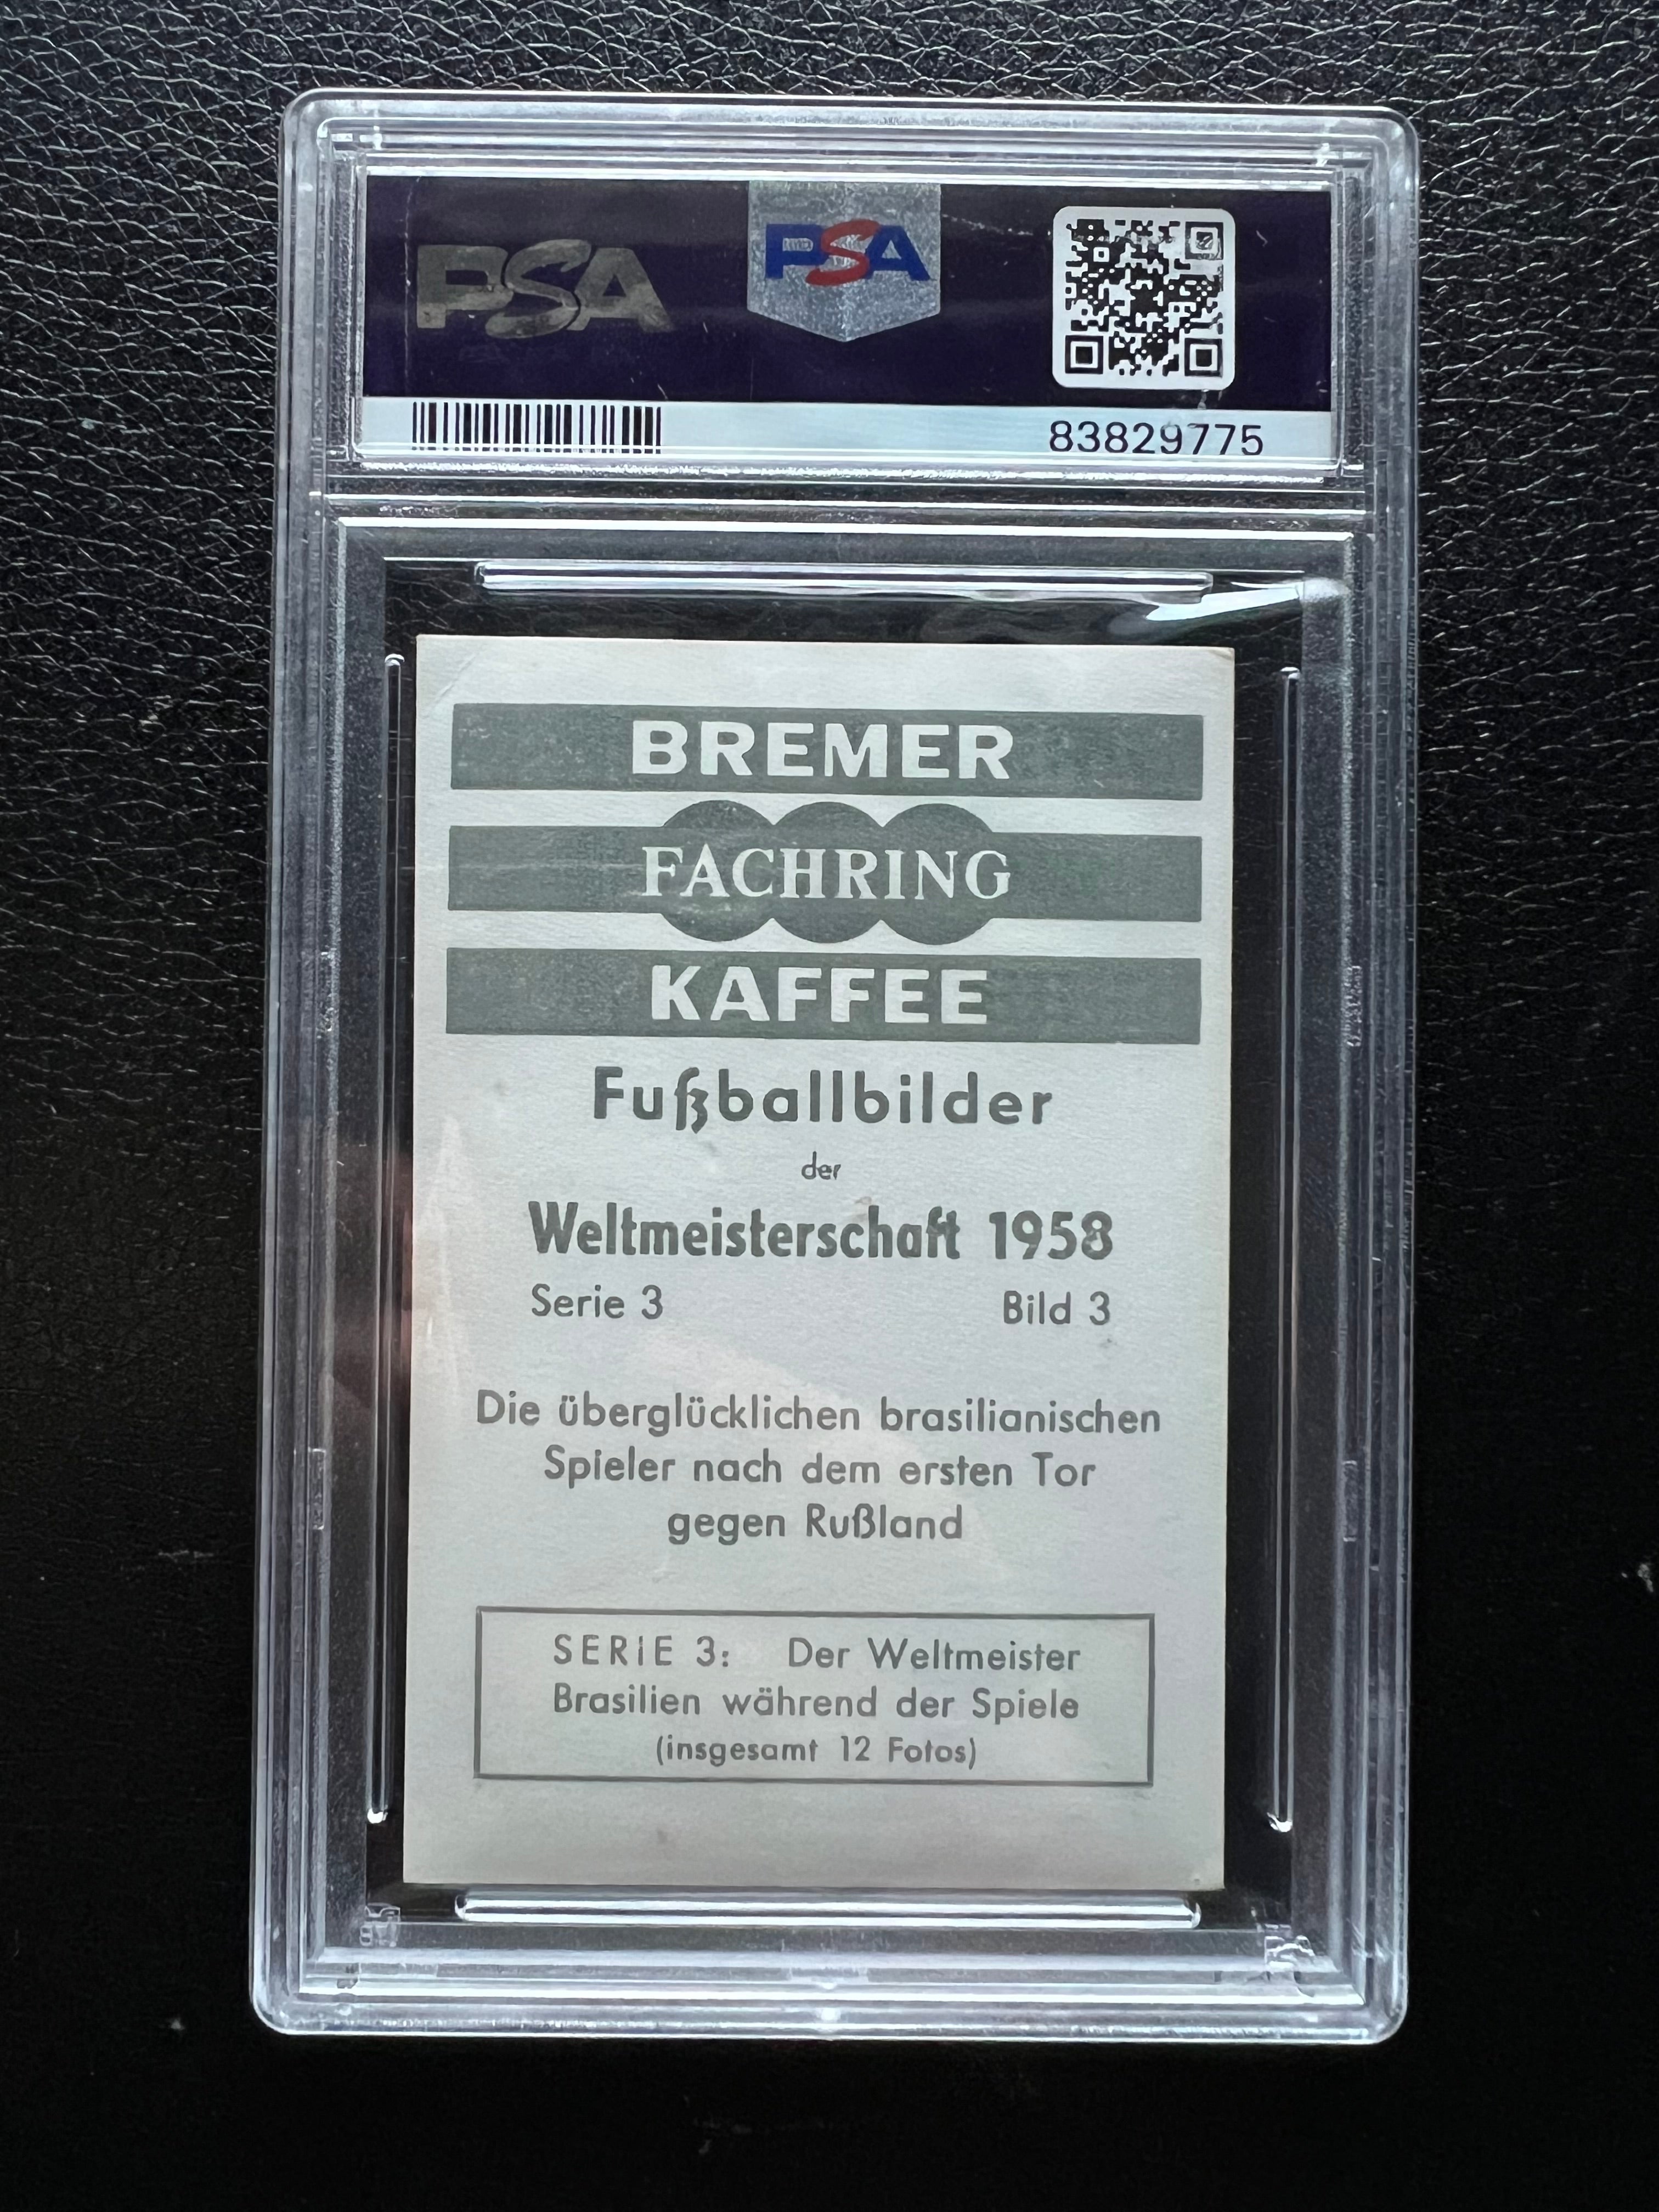 PSA
PSA
83829775
BREMER
FACHRING
KAFFEE
Fußballbilder
der
Weltmeisterschaft 1958
Serie 3 Bild 3
Die überglücklichen brasilianischen
Spieler nach dem ersten Tor
gegen Rußland
SERIE 3: Der Weltmeister
Brasilien während der Spiele
(insgesamt 12 Fotos)